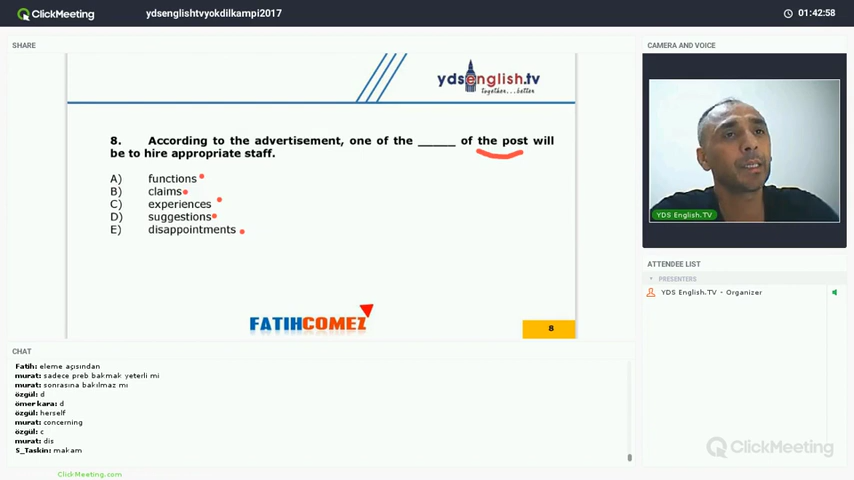 ClickMeeting
ydsenglishtvyokdilkampi2017
01:42:58
SHARE
ydsenglish.tv
together...better
8. According to the advertisement, one of the _____ of the post will
be to hire appropriate staff.
A) functions
B) claims
C) experiences
D) suggestions
E) disappointments
FATIHCOMEZ
8
CAMERA AND VOICE
YDS English.TV
ATTENDEE LIST
PRESENTERS
YDS English.TV - Organizer
CHAT
Fatih: eleme açısından
murat: sadece preb bakmak yeterli mi
murat: sonrasına bakılmaz mı
özgül: d
ömer kara: d
özgül: herself
murat: concerning
özgül: c
murat: dis
S_Taskin: makam
ClickMeeting
ClickMeeting.com